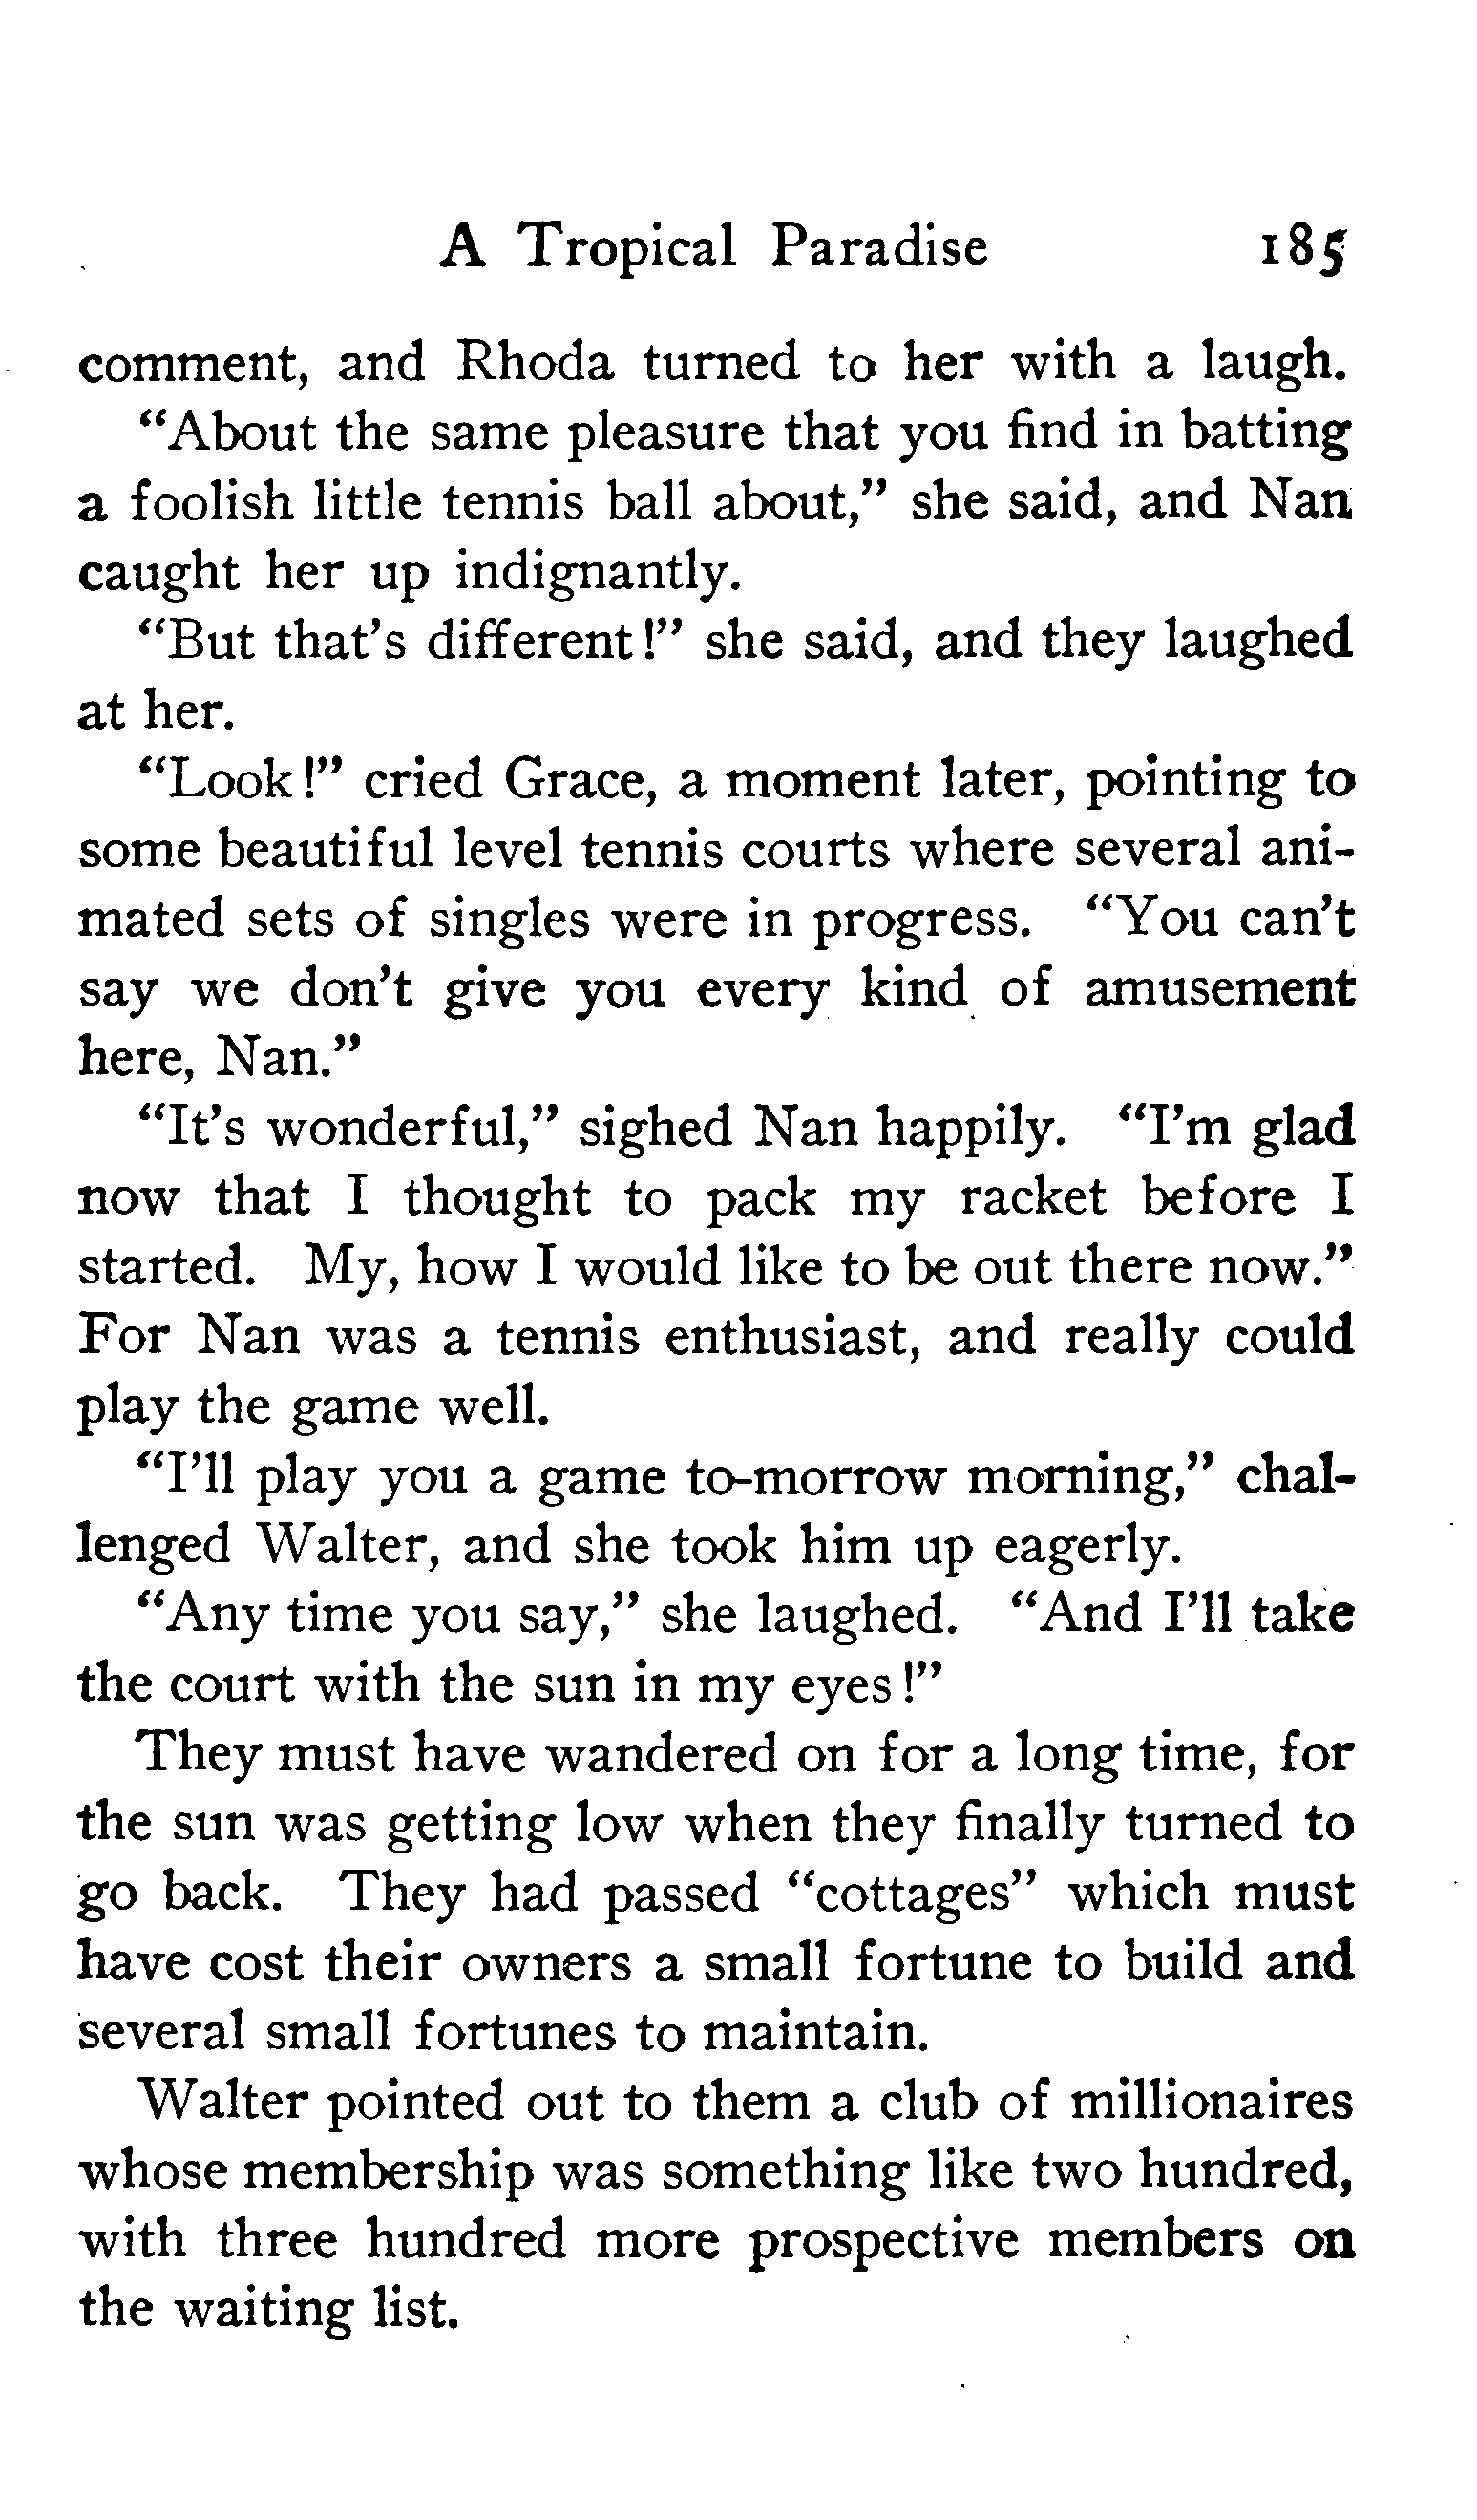 A Tropical Paradise 185
comment, and Rhoda turned to her with a laugh.
“About the same pleasure that you find in batting
a foolish little tennis ball about,” she said, and Nan
caught her up indignantly.
“But that’s different!” she said, and they laughed
at her.
“Look!” cried Grace, a moment later, pointing to
some beautiful level tennis courts where several ani-
mated sets of singles were in progress. “You can’t
say we don’t give you every kind of amusement
here, Nan.”
“It’s wonderful,” sighed Nan happily. “I’m glad
now that I thought to pack my racket before I
started. My, how I would like to be out there now.”
For Nan was a tennis enthusiast, and really could
play the game well.
“I’ll play you a game to-morrow morning,” chal-
lenged Walter, and she took him up eagerly.
“Any time you say,” she laughed. “And I’ll take
the court with the sun in my eyes!”
They must have wandered on for a long time, for
the sun was getting low when they finally turned to
go back. They had passed “cottages” which must
have cost their owners a small fortune to build and
several small fortunes to maintain.
Walter pointed out to them a club of millionaires
whose membership was something like two hundred,
with three hundred more prospective members on
the waiting list.